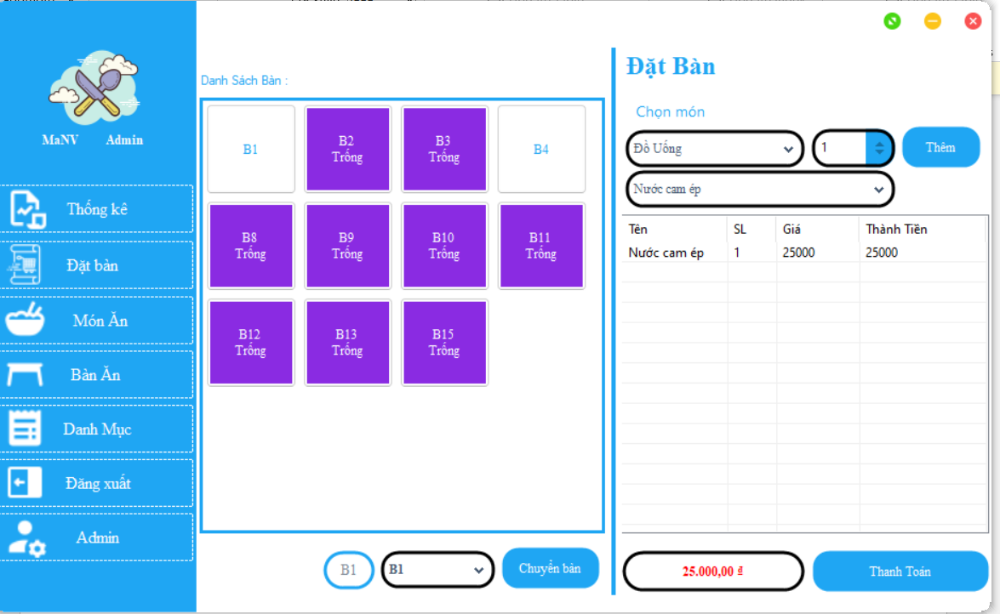 MaNV Admin
Thống kê
Đặt bàn
Món Ăn
Bàn Ăn
Danh Mục
Đăng xuất
Admin
Danh Sách Bàn :
B1
B2
Trống
B3
Trống
B4
B8
Trống
B9
Trống
B10
Trống
B11
Trống
B12
Trống
B13
Trống
B15
Trống
B1 B1 Chuyển bàn
Đặt Bàn
Chọn món
Đồ Uống 1 Thêm
Nước cam ép
Tên SL Giá Thành Tiền
Nước cam ép 1 25000 25000
25.000,00 ₫ Thanh Toán